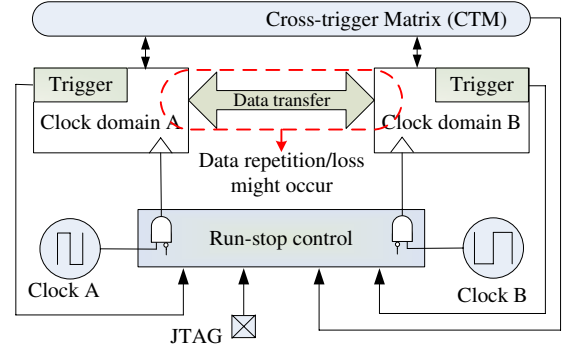 Cross-trigger Matrix (CTM)
Trigger
Trigger
Data transfer
Clock domain A
Clock domain B
Data repetition/loss
might occur
Run-stop control
Clock A
Clock B
JTAG